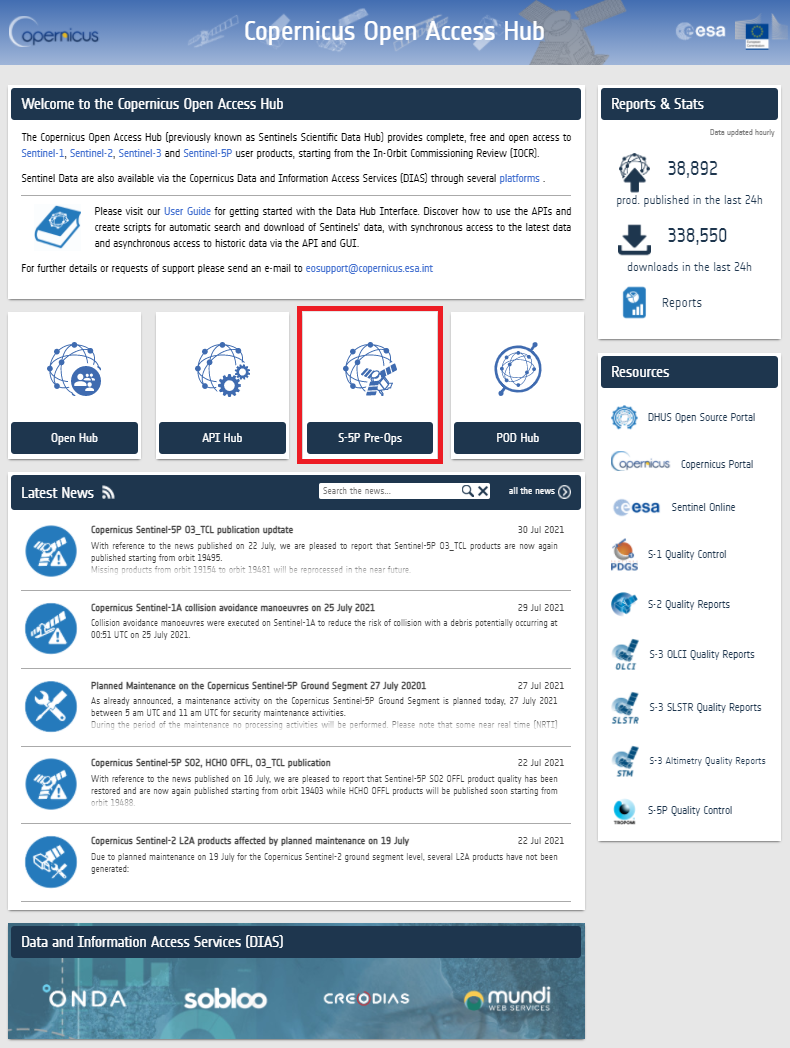 opernicus
Copernicus Open Access Hub
esa
European
Commission
Welcome to the Copernicus Open Access Hub
The Copernicus Open Access Hub (previously known as Sentinels Scientific Data Hub) provides complete, free and open access to
Sentinel-1, Sentinel-2, Sentinel-3 and Sentinel-5P user products, starting from the In-Orbit Commissioning Review (IOCR).
Sentinel Data are also available via the Copernicus Data and Information Access Services (DIAS) through several platforms .
Please visit our User Guide for getting started with the Data Hub Interface. Discover how to use the APIs and
create scripts for automatic search and download of Sentinels' data, with synchronous access to the latest data
and asynchronous access to historic data via the API and GUI.
For further details or requests of support please send an e-mail to eosupport@copernicus.esa.int
Open Hub
API Hub
S-5P Pre-Ops
POD Hub
Latest News
Search the news...
all the news
Copernicus Sentinel-5P O3_TCL publication updtate
30 Jul 2021
With reference to the news published on 22 July, we are pleased to report that Sentinel-5P O3_TCL products are now again
published starting from orbit 19495.
Missing products from orbit 19154 to orbit 19481 will be reprocessed in the near future.
Copernicus Sentinel-1A collision avoidance manoeuvres on 25 July 2021
29 Jul 2021
Collision avoidance manoeuvres were executed on Sentinel-1A to reduce the risk of collision with a debris potentially occurring at
00:51 UTC on 25 July 2021.
Planned Maintenance on the Copernicus Sentinel-5P Ground Segment 27 July 20201
27 Jul 2021
As already announced, a maintenance activity on the Copernicus Sentinel-5P Ground Segment is planned today, 27 July 2021
between 5 am UTC and 11 am UTC for security maintenance activities.
During the period of the maintenance no processing activities will be performed. Please note that some near real time [NRTI]
Copernicus Sentinel-5P SO2, HCHO OFFL, O3_TCL publication
22 Jul 2021
With reference to the news published on 16 July, we are pleased to report that Sentinel-5P SO2 OFFL product quality has been
restored and are now again published starting from orbit 19403 while HCHO OFFL products will be published soon starting from
orbit 19488.
Copernicus Sentinel-2 L2A products affected by planned maintenance on 19 July
22 Jul 2021
Due to planned maintenance on 19 July for the Copernicus Sentinel-2 ground segment level, several L2A products have not been
generated:
Data and Information Access Services (DIAS)
ONDA
sobloo
CREODIAS
mundi
WEB SERVICES
Reports & Stats
Data updated hourly
38,892
prod. published in the last 24h
338,550
downloads in the last 24h
Reports
Resources
DHUS Open Source Portal
opernicus
Copernicus Portal
esa
Sentinel Online
PDGS
S-1 Quality Control
S-2 Quality Reports
OLCI
S-3 OLCI Quality Reports
SLSTR
S-3 SLSTR Quality Reports
STM
S-3 Altimetry Quality Reports
TROPOMI
S-5P Quality Control